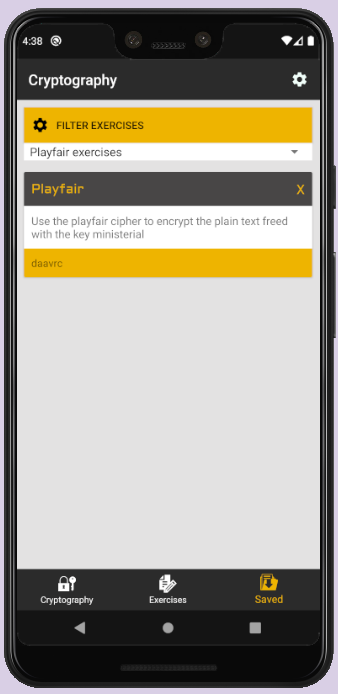 4:38
Cryptography
FILTER EXERCISES
Playfair exercises
Playfair X
Use the playfair cipher to encrypt the plain text freed
with the key ministerial
daavrc
Cryptography Exercises Saved